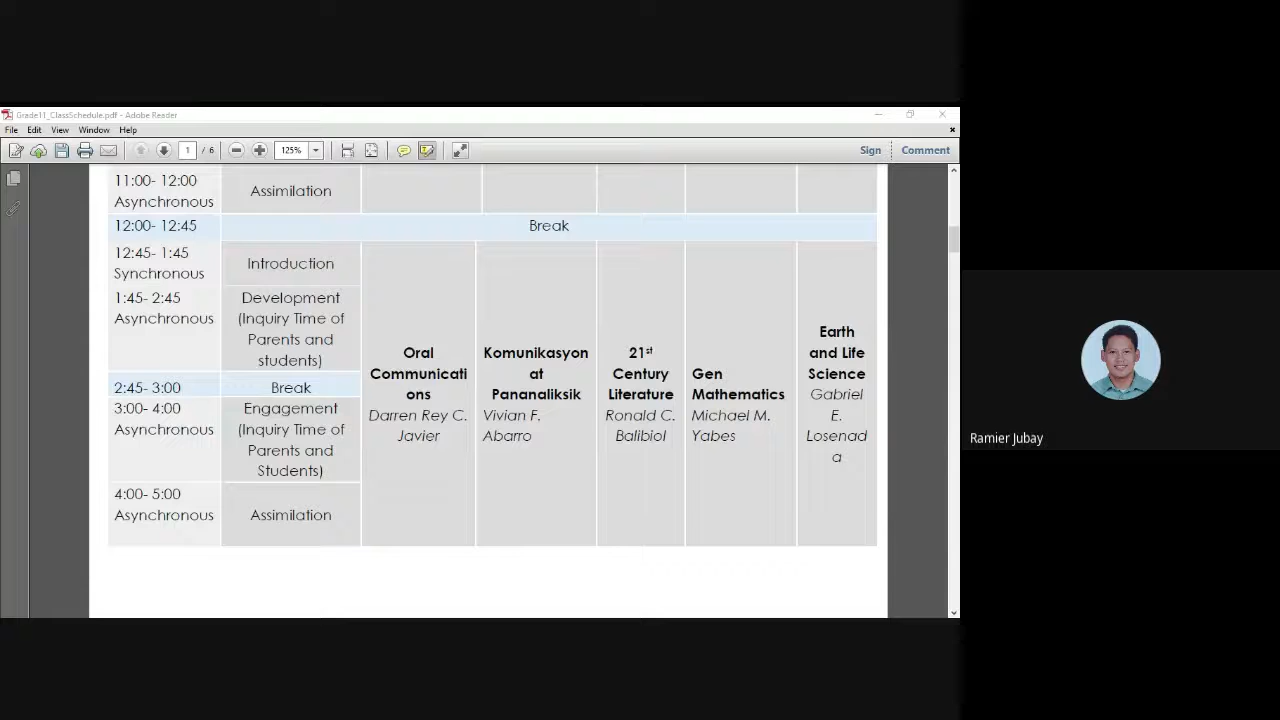 Grade11_ClassSchedule.pdf - Adobe Reader
File Edit View Window Help
1 / 6 125% Sign Comment
11:00- 12:00
Asynchronous
Assimilation
12:00- 12:45 Break
12:45- 1:45
Synchronous
Introduction
1:45- 2:45
Asynchronous
Development
(Inquiry Time of
Parents and
students)
2:45- 3:00 Break
3:00- 4:00
Asynchronous
Engagement
(Inquiry Time of
Parents and
Students)
4:00- 5:00
Asynchronous
Assimilation
Oral
Communicati
ons
Darren Rey C.
Javier
Komunikasyon
at
Pananaliksik
Vivian F.
Abarro
21st
Century
Literature
Ronald C.
Balibiol
Gen
Mathematics
Michael M.
Yabes
Earth
and Life
Science
Gabriel
E.
Losenad
a
Ramier Jubay